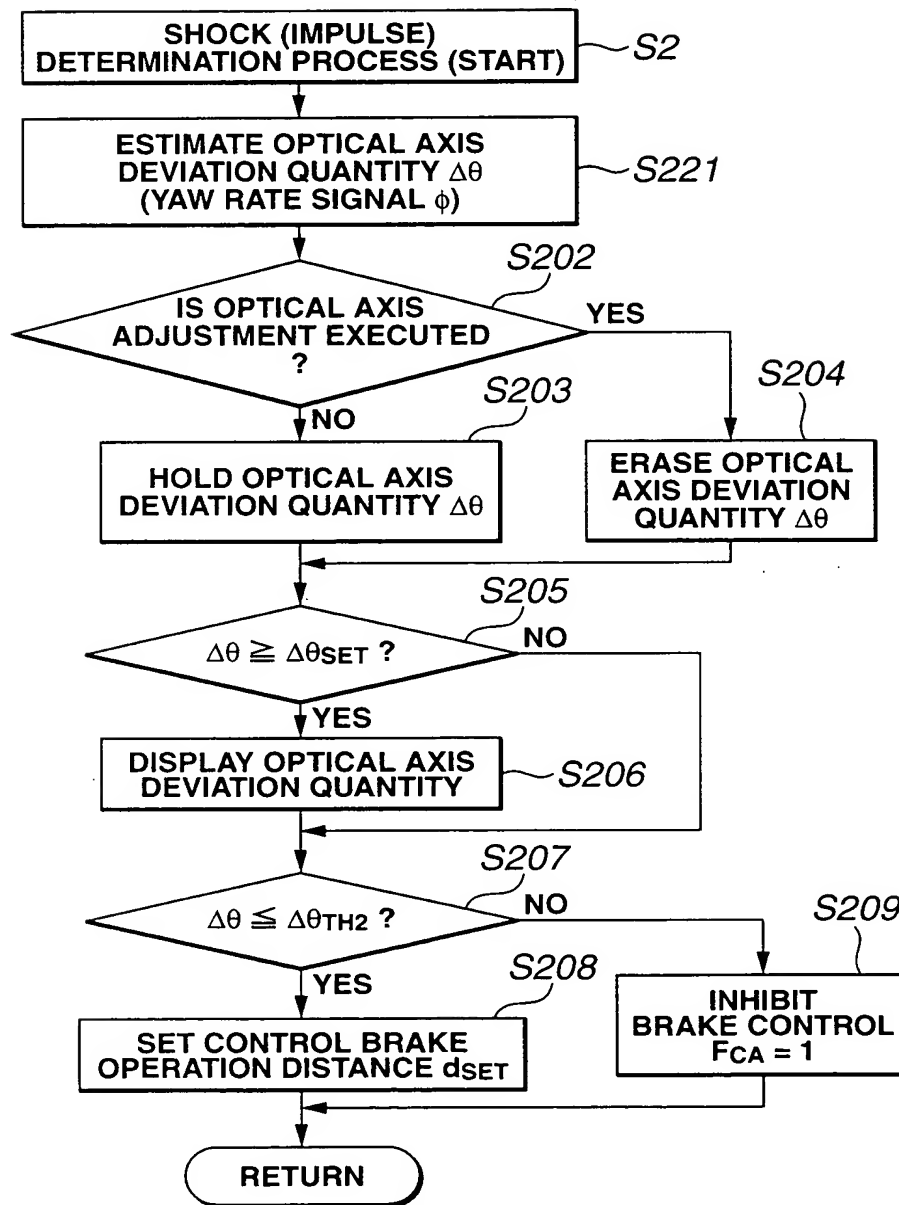 SHOCK (IMPULSE)
DETERMINATION PROCESS (START)
S2
ESTIMATE OPTICAL AXIS
DEVIATION QUANTITY Δθ
(YAW RATE SIGNAL ϕ)
S221
S202
IS OPTICAL AXIS
ADJUSTMENT EXECUTED
?
YES
NO
S203
HOLD OPTICAL AXIS
DEVIATION QUANTITY Δθ
S204
ERASE OPTICAL
AXIS DEVIATION
QUANTITY Δθ
S205
Δθ ≧ ΔθSET ?
NO
YES
DISPLAY OPTICAL AXIS
DEVIATION QUANTITY
S206
S207
Δθ ≦ ΔθTH2 ?
NO
YES
S208
SET CONTROL BRAKE
OPERATION DISTANCE dSET
S209
INHIBIT
BRAKE CONTROL
FCA = 1
RETURN